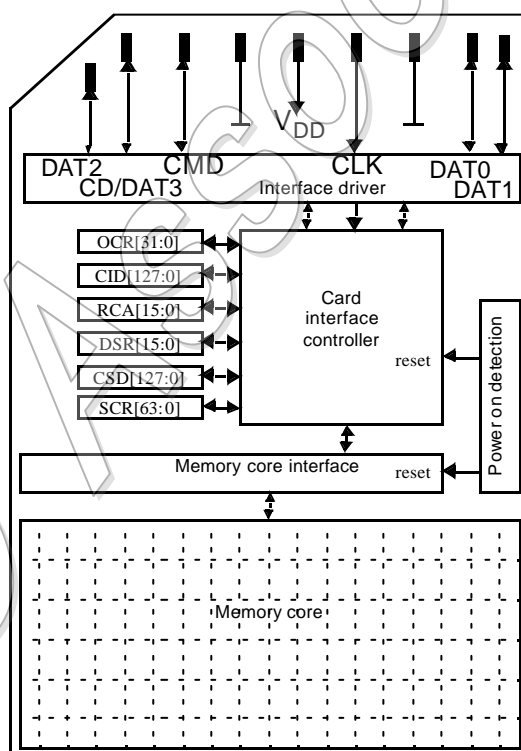 V_DD
DAT2 CMD CLK DAT0
CD/DAT3 Interface driver DAT1
OCR[31:0]
CID[127:0]
RCA[15:0]
DSR[15:0]
CSD[127:0]
SCR[63:0]
Card
interface
controller
reset
Power on detection
Memory core interface
reset
Memory core